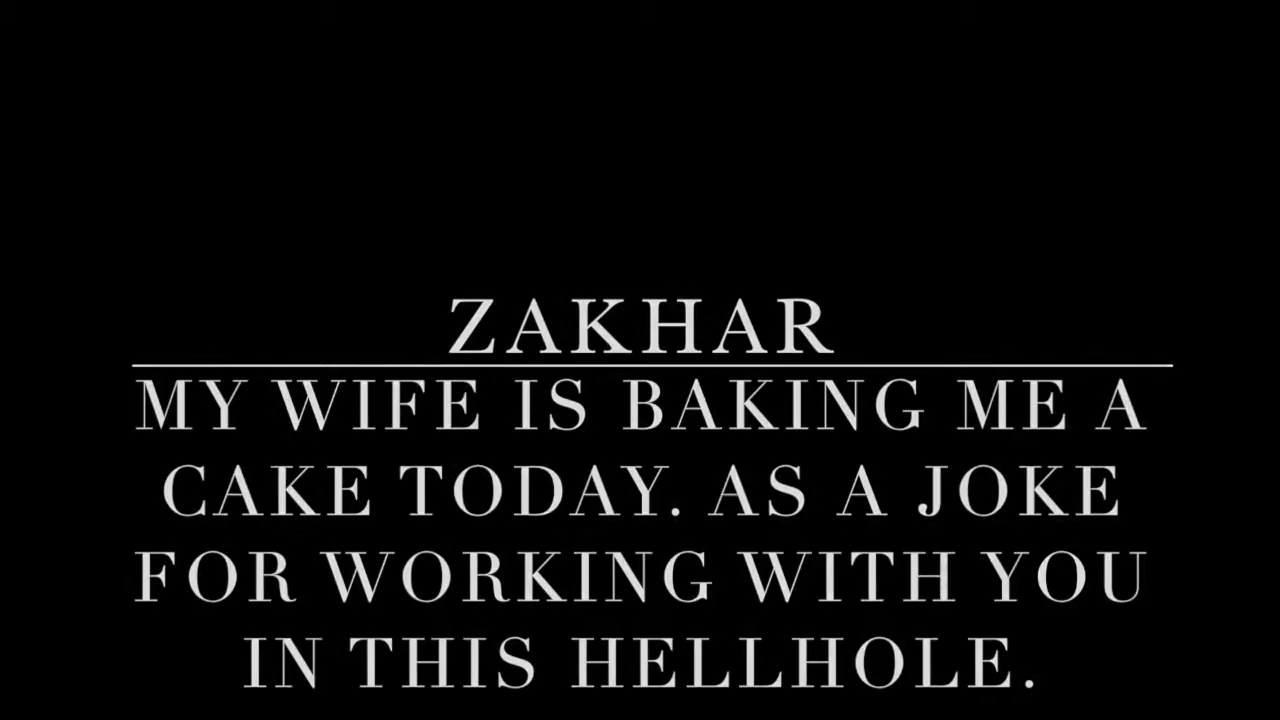 ZAKHAR
MY WIFE IS BAKING ME A
CAKE TODAY. AS A JOKE
FOR WORKING WITH YOU
IN THIS HELLHOLE.